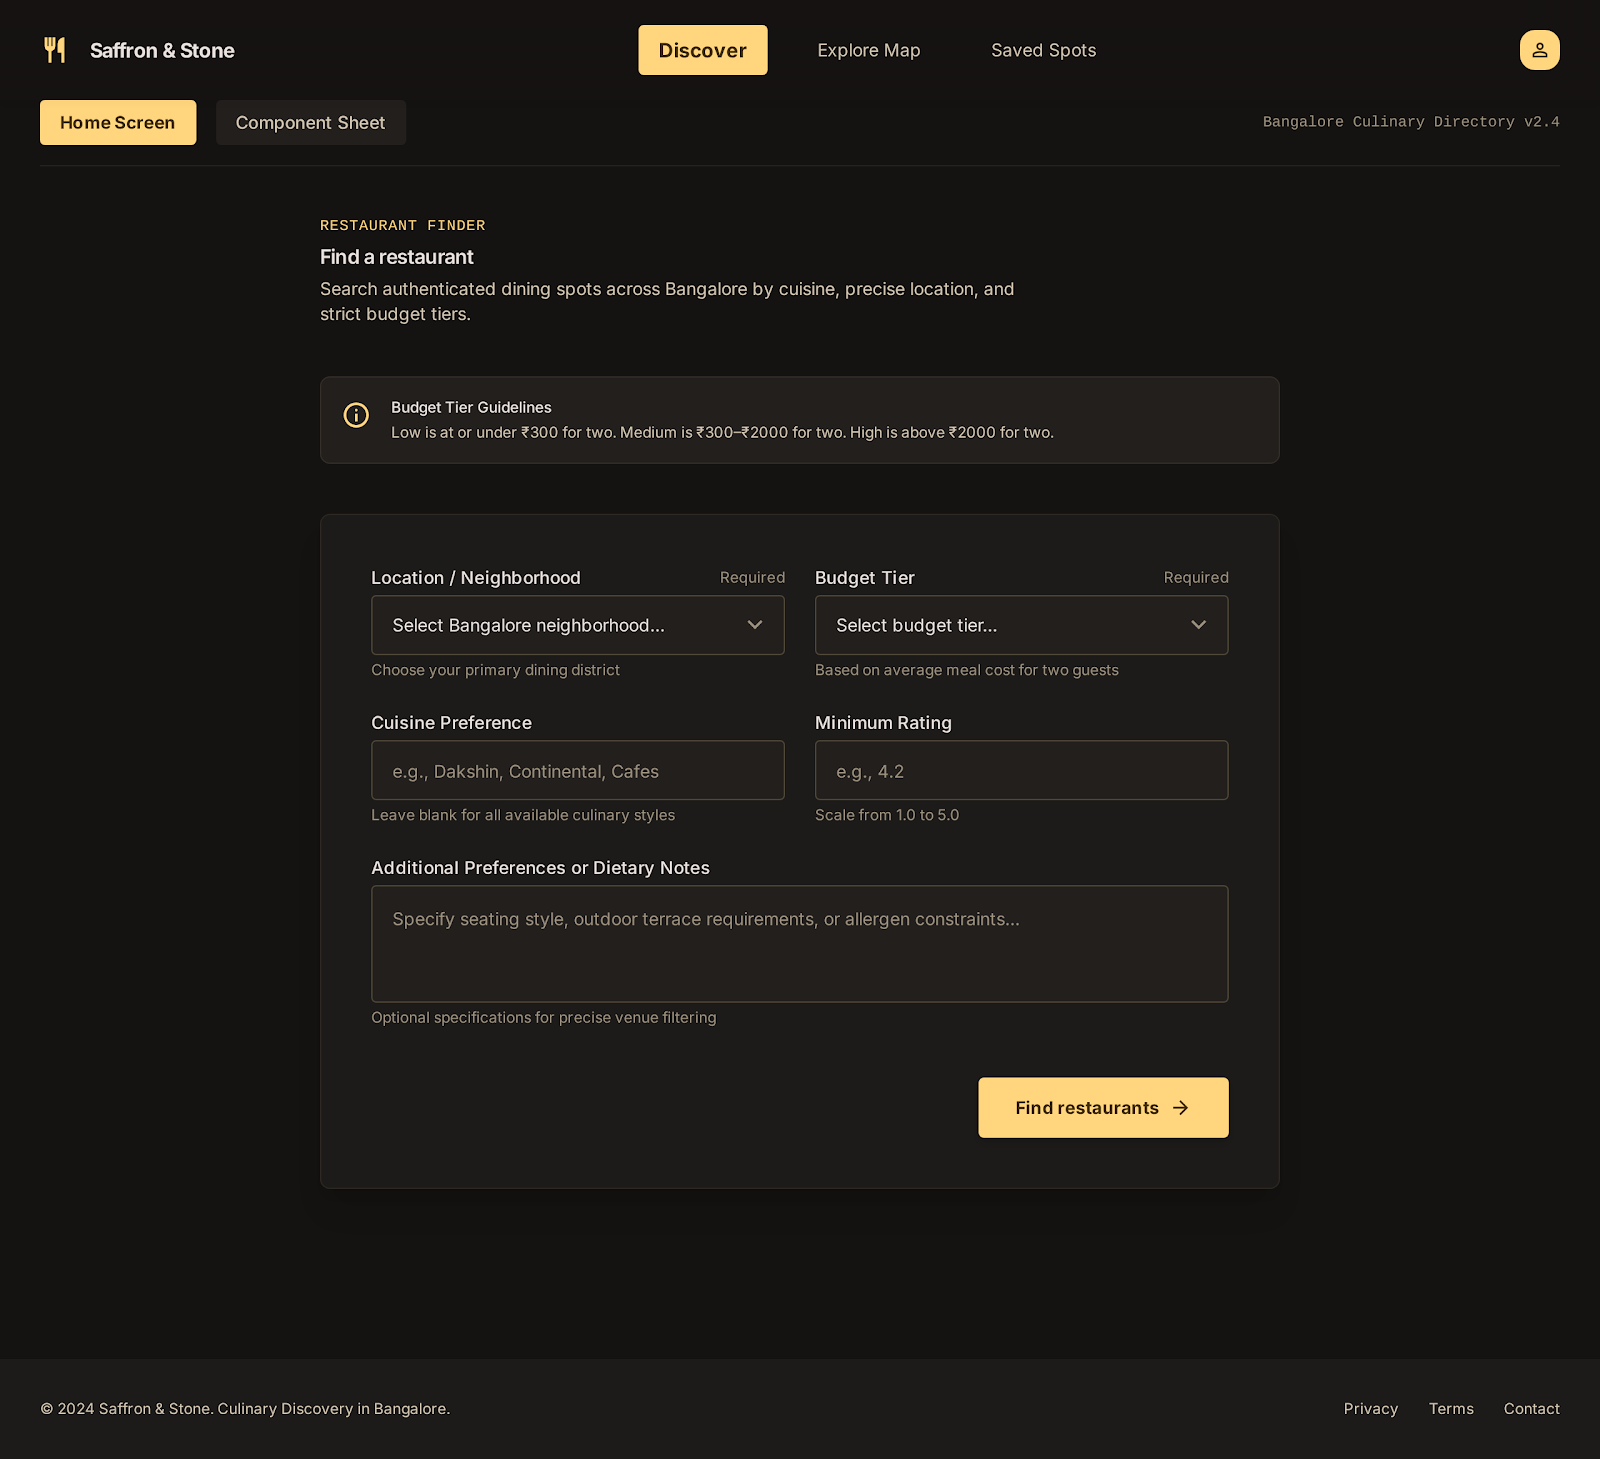 Saffron & Stone
Discover
Explore Map
Saved Spots
Home Screen
Component Sheet
Bangalore Culinary Directory v2.4
RESTAURANT FINDER
Find a restaurant
Search authenticated dining spots across Bangalore by cuisine, precise location, and
strict budget tiers.
Budget Tier Guidelines
Low is at or under ₹300 for two. Medium is ₹300–₹2000 for two. High is above ₹2000 for two.
Location / Neighborhood
Required
Select Bangalore neighborhood...
Choose your primary dining district
Budget Tier
Required
Select budget tier...
Based on average meal cost for two guests
Cuisine Preference
e.g., Dakshin, Continental, Cafes
Leave blank for all available culinary styles
Minimum Rating
e.g., 4.2
Scale from 1.0 to 5.0
Additional Preferences or Dietary Notes
Specify seating style, outdoor terrace requirements, or allergen constraints...
Optional specifications for precise venue filtering
Find restaurants
© 2024 Saffron & Stone. Culinary Discovery in Bangalore.
Privacy
Terms
Contact